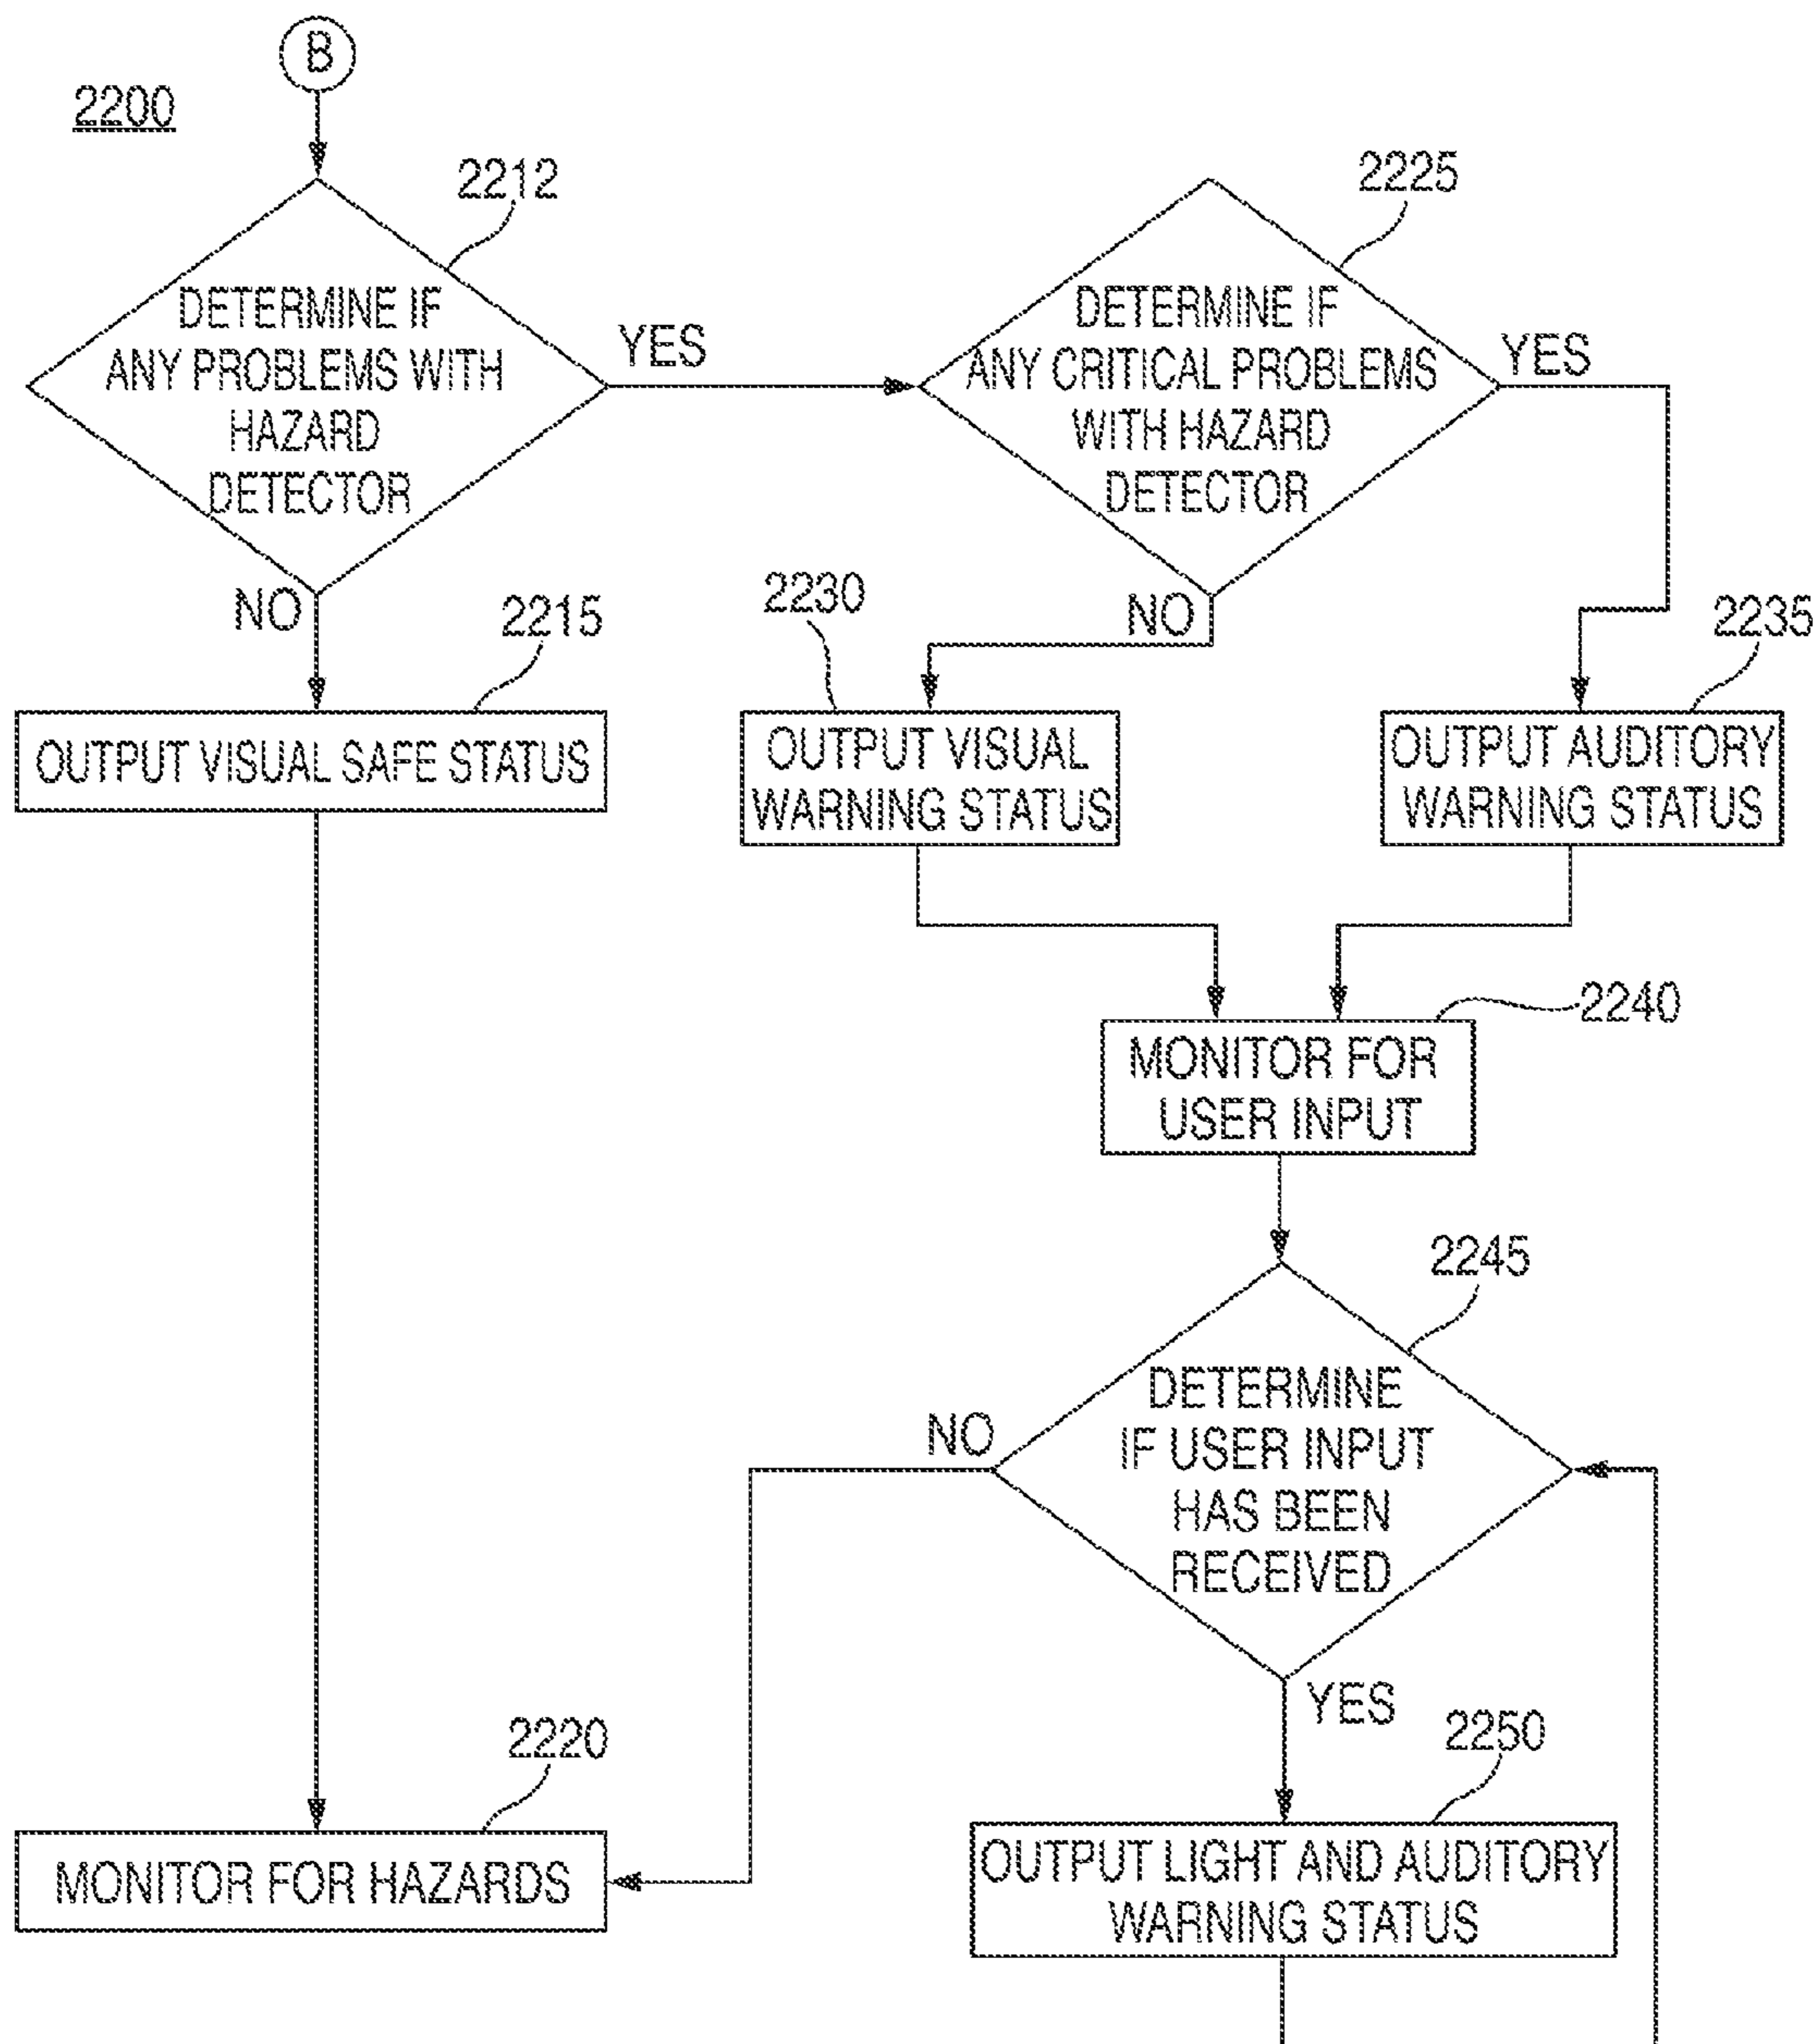 B
2200
2212
2225
DETERMINE IF
ANY PROBLEMS WITH
HAZARD
DETECTOR
YES
DETERMINE IF
ANY CRITICAL PROBLEMS
WITH HAZARD
DETECTOR
YES
NO
2215
2230
NO
2235
OUTPUT VISUAL SAFE STATUS
OUTPUT VISUAL
WARNING STATUS
OUTPUT AUDITORY
WARNING STATUS
2240
MONITOR FOR
USER INPUT
2245
DETERMINE
IF USER INPUT
HAS BEEN
RECEIVED
NO
YES
2220
2250
MONITOR FOR HAZARDS
OUTPUT LIGHT AND AUDITORY
WARNING STATUS